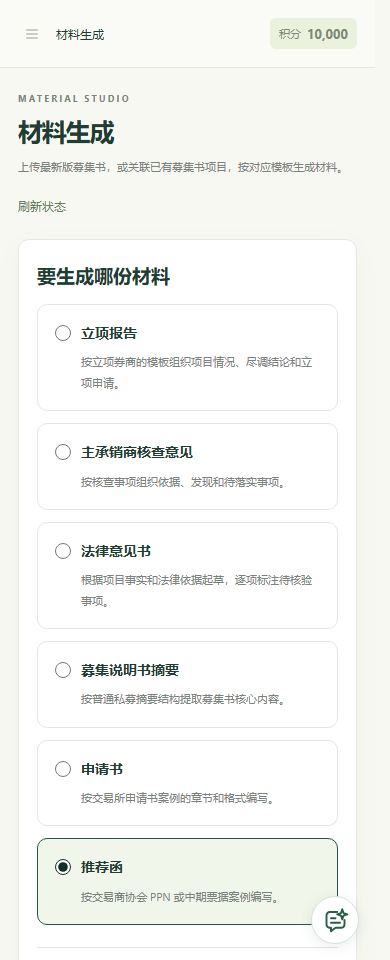 材料生成
积分 10,000
MATERIAL STUDIO
材料生成
上传最新版募集书，或关联已有募集书项目，按对应模板生成材料。
刷新状态
要生成哪份材料
立项报告
按立项券商的模板组织项目情况、尽调结论和立
项申请。
主承销商核查意见
按核查事项组织依据、发现和待落实事项。
法律意见书
根据项目事实和法律依据起草，逐项标注待核验
事项。
募集说明书摘要
按普通私募摘要结构提取募集书核心内容。
申请书
按交易所申请书案例的章节和格式编写。
推荐函
按交易商协会 PPN 或中期票据案例编写。